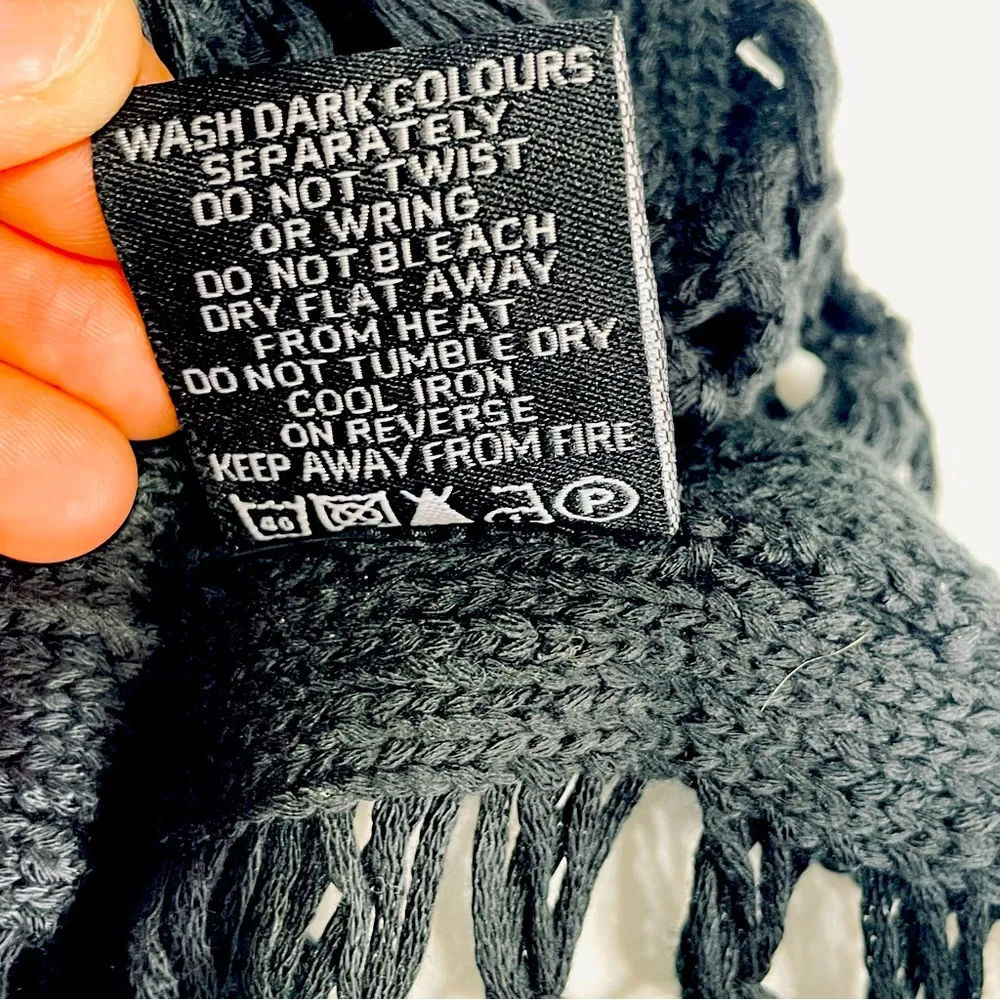 WASH DARK COLOURS
SEPARATELY
DO NOT TWIST
OR WRING
DO NOT BLEACH
DRY FLAT AWAY
FROM HEAT
DO NOT TUMBLE DRY
COOL IRON
ON REVERSE
KEEP AWAY FROM FIRE
40 P